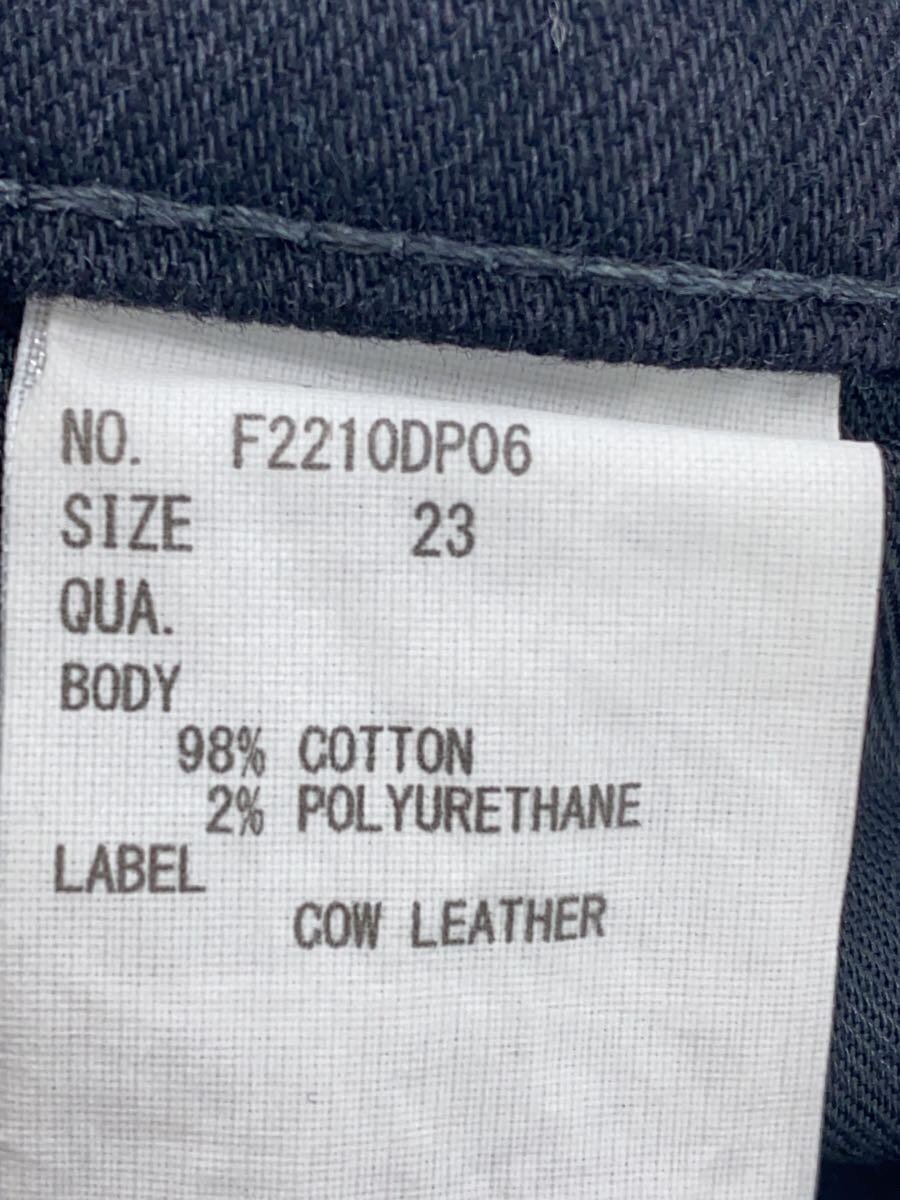 NO. F2210DP06
SIZE 23
QUA.
BODY
98% COTTON
2% POLYURETHANE
LABEL
COW LEATHER